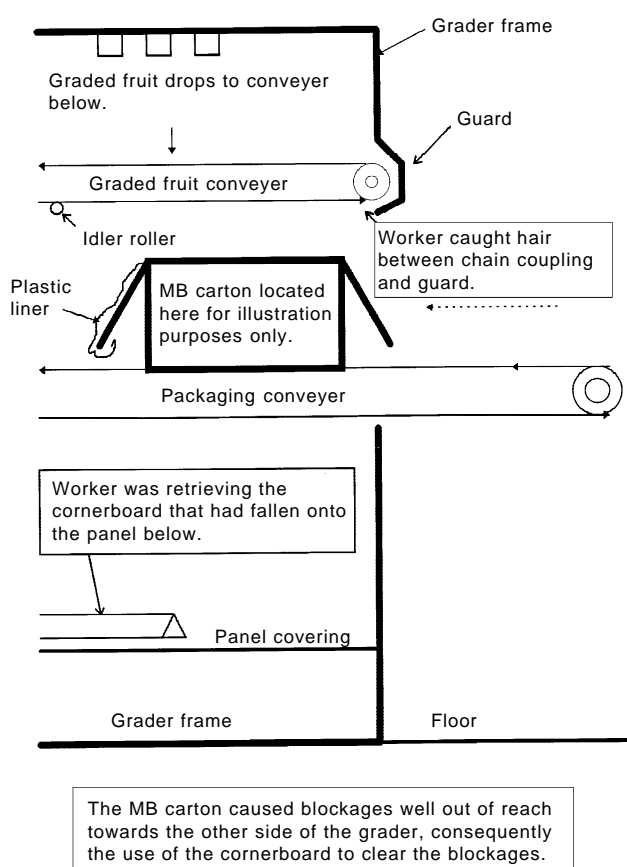 Grader frame
Graded fruit drops to conveyer
below.
Guard
Graded fruit conveyer
Idler roller
Worker caught hair
between chain coupling
and guard.
Plastic
liner
MB carton located
here for illustration
purposes only.
Packaging conveyer
Worker was retrieving the
cornerboard that had fallen onto
the panel below.
Panel covering
Grader frame
Floor
The MB carton caused blockages well out of reach
towards the other side of the grader, consequently
the use of the cornerboard to clear the blockages.